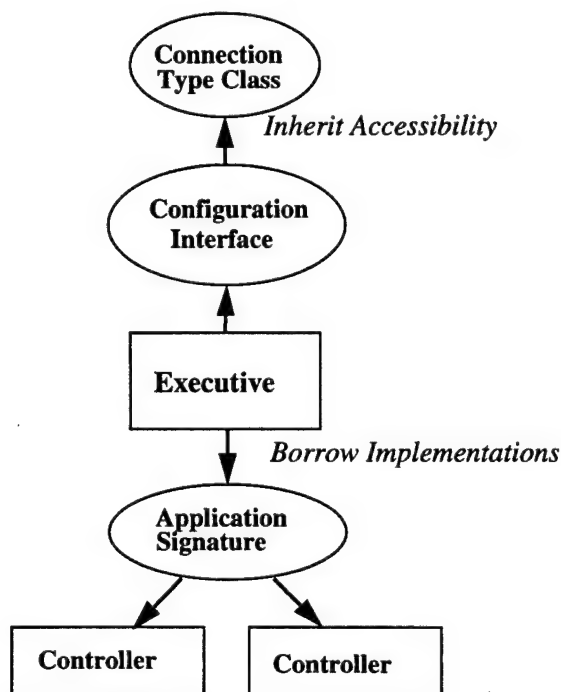 Connection
Type Class
Inherit Accessibility
Configuration
Interface
Executive
Borrow Implementations
Application
Signature
Controller
Controller